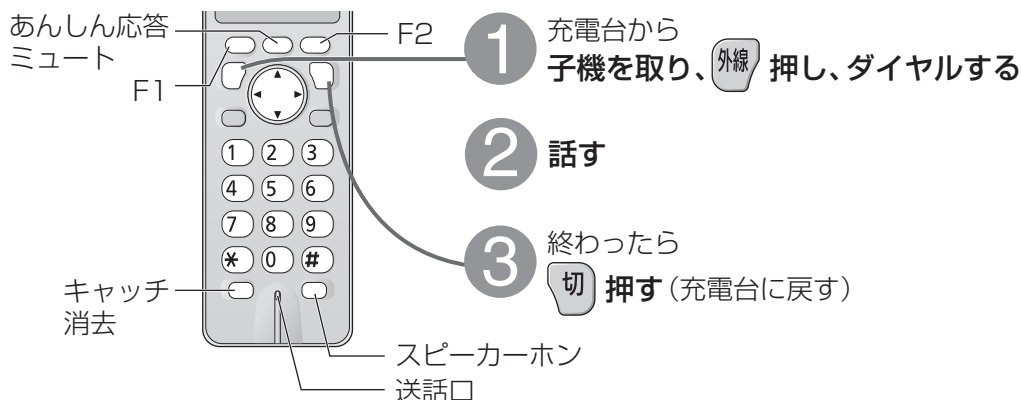 あんしん応答
ミュート
F1
F2
1 2 3
4 5 6
7 8 9
* 0 #
キャッチ
消去
スピーカーホン
送話口
1 充電台から
子機を取り、外線 押し、ダイヤルする
2 話す
3 終わったら
切 押す（充電台に戻す）